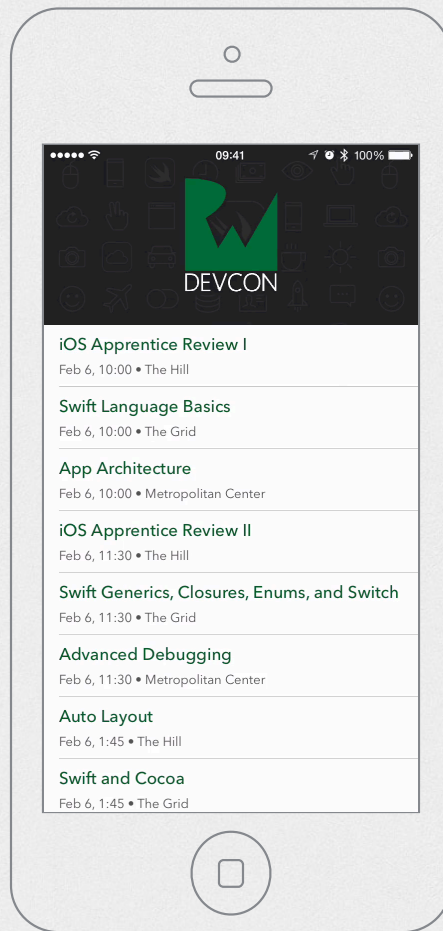 09:41
100%
RW
DEVCON
iOS Apprentice Review I
Feb 6, 10:00 • The Hill
Swift Language Basics
Feb 6, 10:00 • The Grid
App Architecture
Feb 6, 10:00 • Metropolitan Center
iOS Apprentice Review II
Feb 6, 11:30 • The Hill
Swift Generics, Closures, Enums, and Switch
Feb 6, 11:30 • The Grid
Advanced Debugging
Feb 6, 11:30 • Metropolitan Center
Auto Layout
Feb 6, 1:45 • The Hill
Swift and Cocoa
Feb 6, 1:45 • The Grid